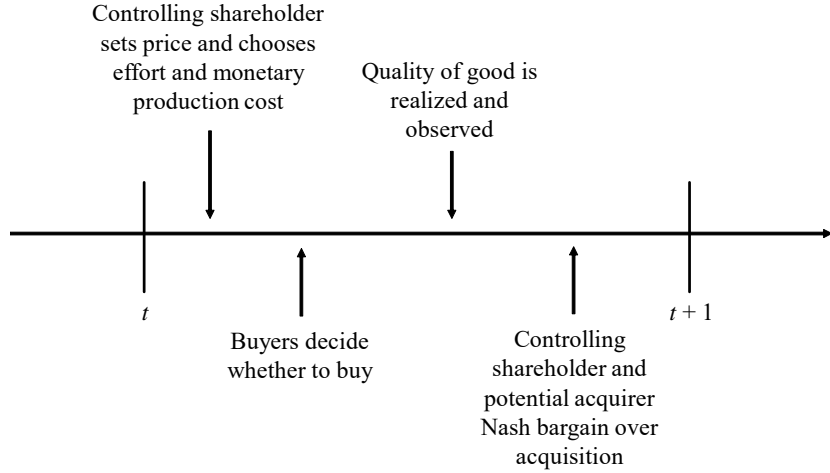 Controlling shareholder
sets price and chooses
effort and monetary
production cost
Quality of good is
realized and
observed
t
t + 1
Buyers decide
whether to buy
Controlling
shareholder and
potential acquirer
Nash bargain over
acquisition